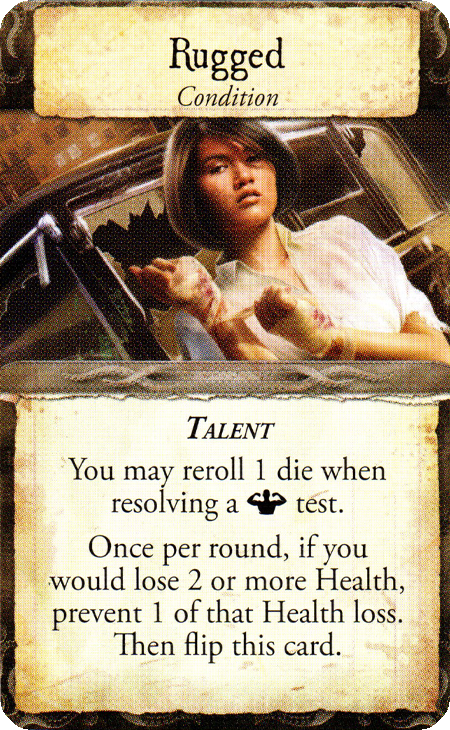 Rugged
Condition
Talent
You may reroll 1 die when
resolving a test.
Once per round, if you
would lose 2 or more Health,
prevent 1 of that Health loss.
Then flip this card.